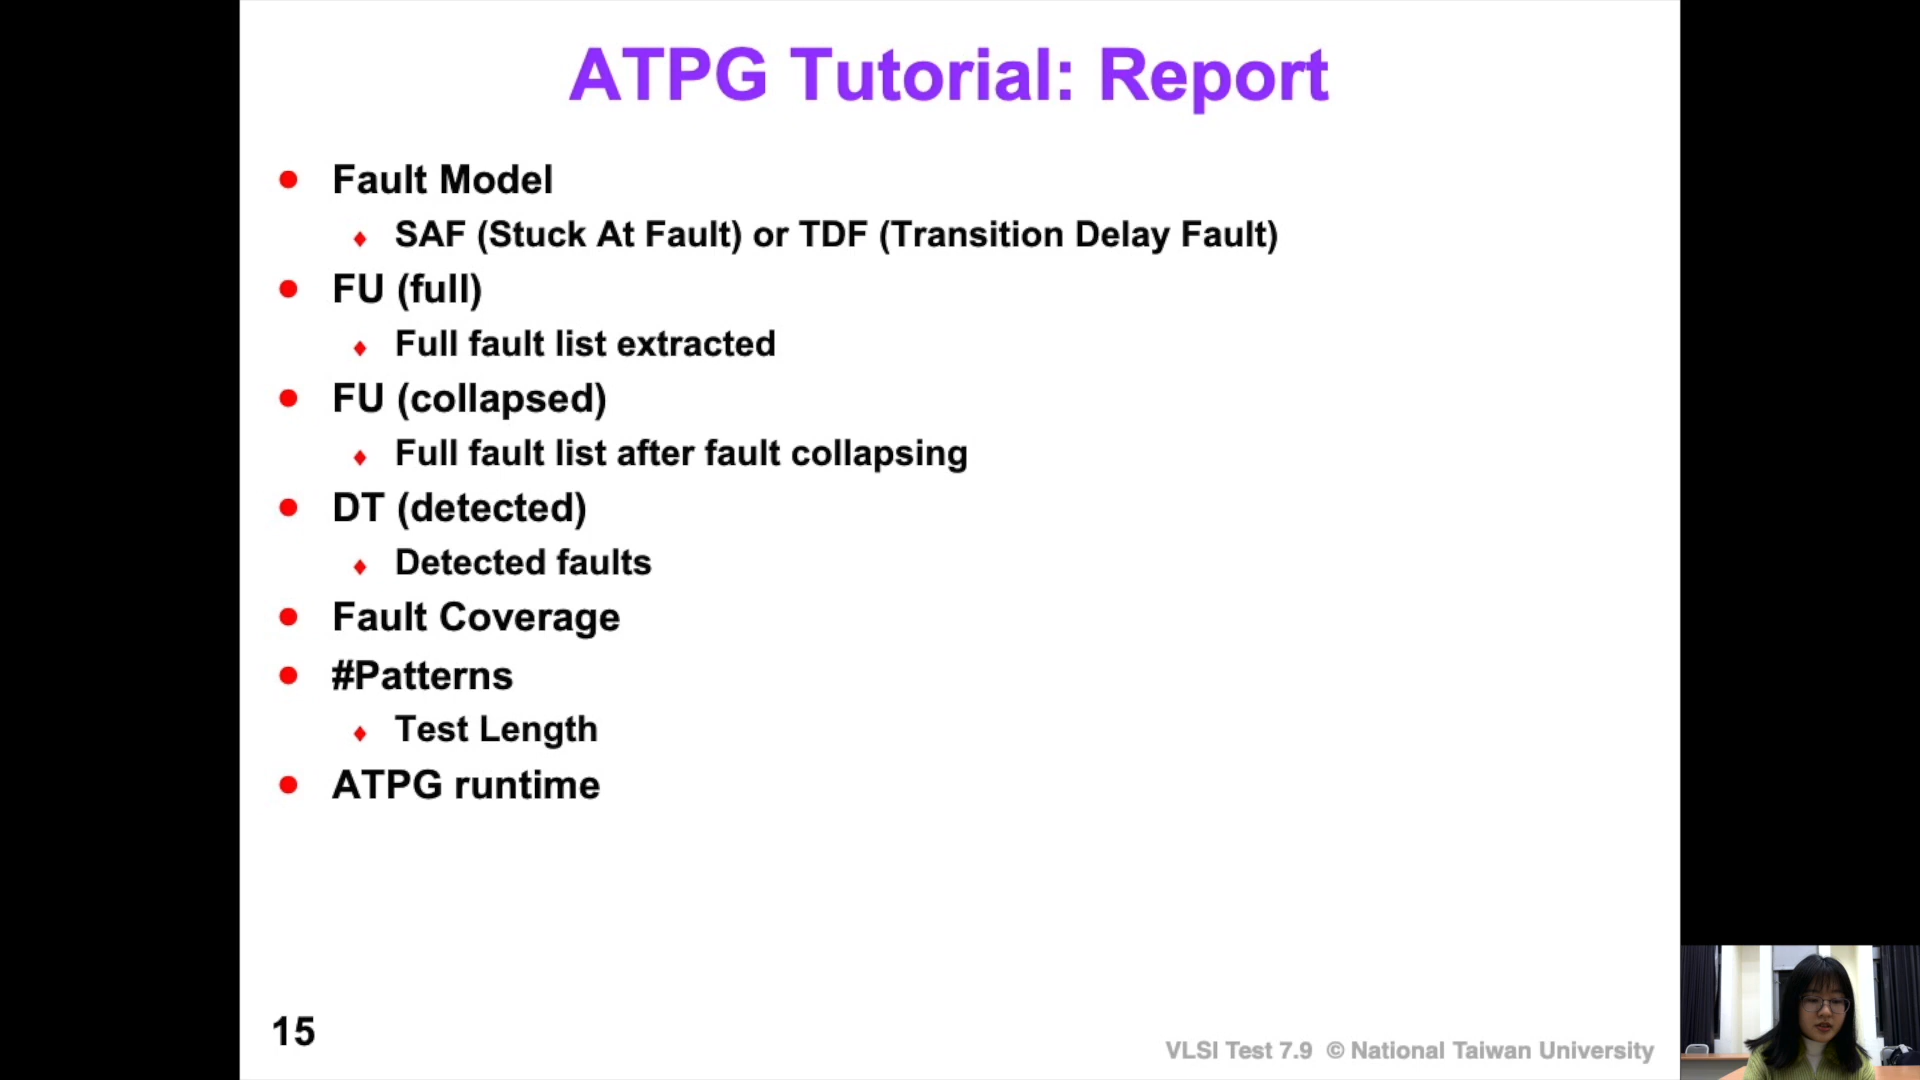 ATPG Tutorial: Report
Fault Model
SAF (Stuck At Fault) or TDF (Transition Delay Fault)
FU (full)
Full fault list extracted
FU (collapsed)
Full fault list after fault collapsing
DT (detected)
Detected faults
Fault Coverage
#Patterns
Test Length
ATPG runtime
15
VLSI Test 7.9 © National Taiwan University